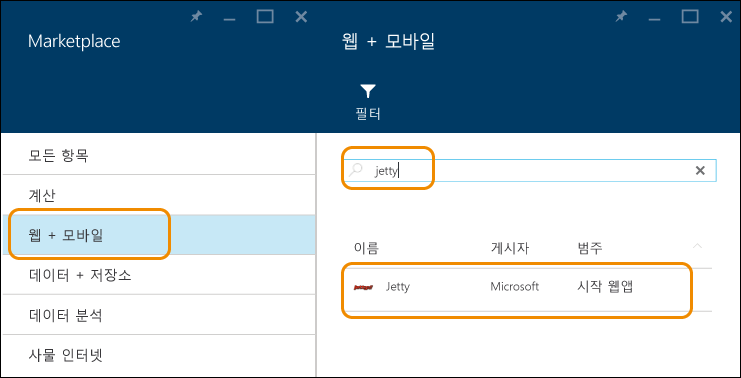 Marketplace
모든 항목
계산
웹 + 모바일
데이터 + 저장소
데이터 분석
사물 인터넷
웹 + 모바일
필터
jetty
이름 게시자 범주
Jetty Microsoft 시작 웹앱